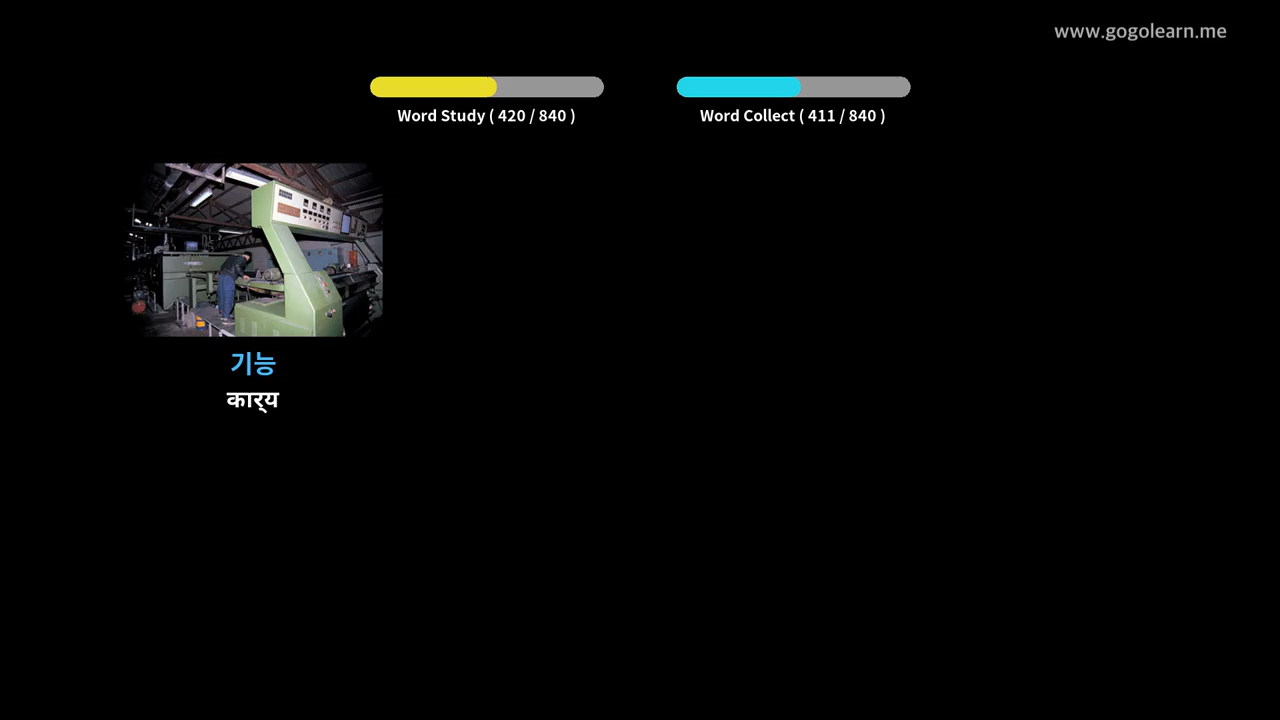 www.gogolearn.me
Word Study ( 420 / 840 )
Word Collect ( 411 / 840 )
기능
कार्‍य